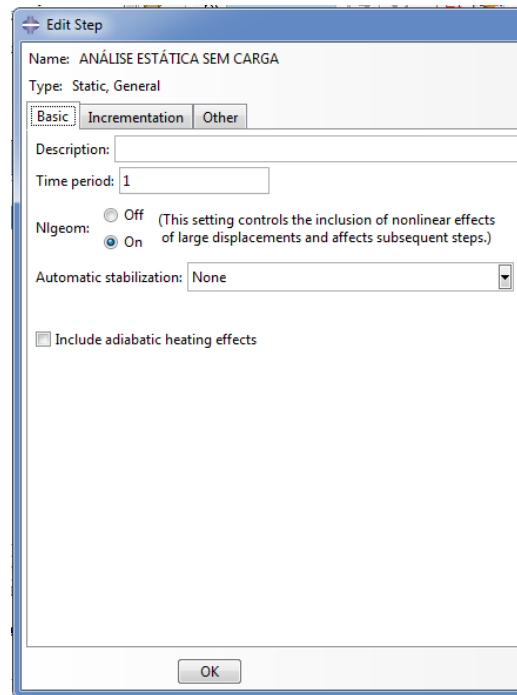 Edit Step
Name: ANÁLISE ESTÁTICA SEM CARGA
Type: Static, General
Basic Incrementation Other
Description:
Time period: 1
Nlgeom: Off (This setting controls the inclusion of nonlinear effects
On of large displacements and affects subsequent steps.)
Automatic stabilization: None
Include adiabatic heating effects
OK